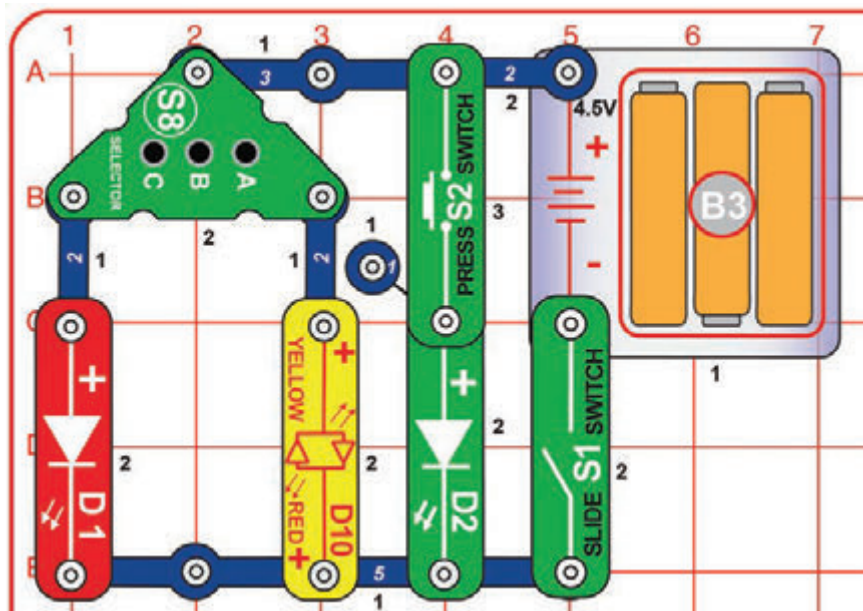 1 2 3 4 5 6 7
A
1
3
2
2
4.5V
+
-
B3
S8
SELECTOR
C B A
B
2
2
1
2
1
1
1
PRESS S2 SWITCH
3
1
C
+
D1
2
YELLOW
+
RED+
D10
2
+
D2
2
SLIDE S1 SWITCH
2
D
E
5
1